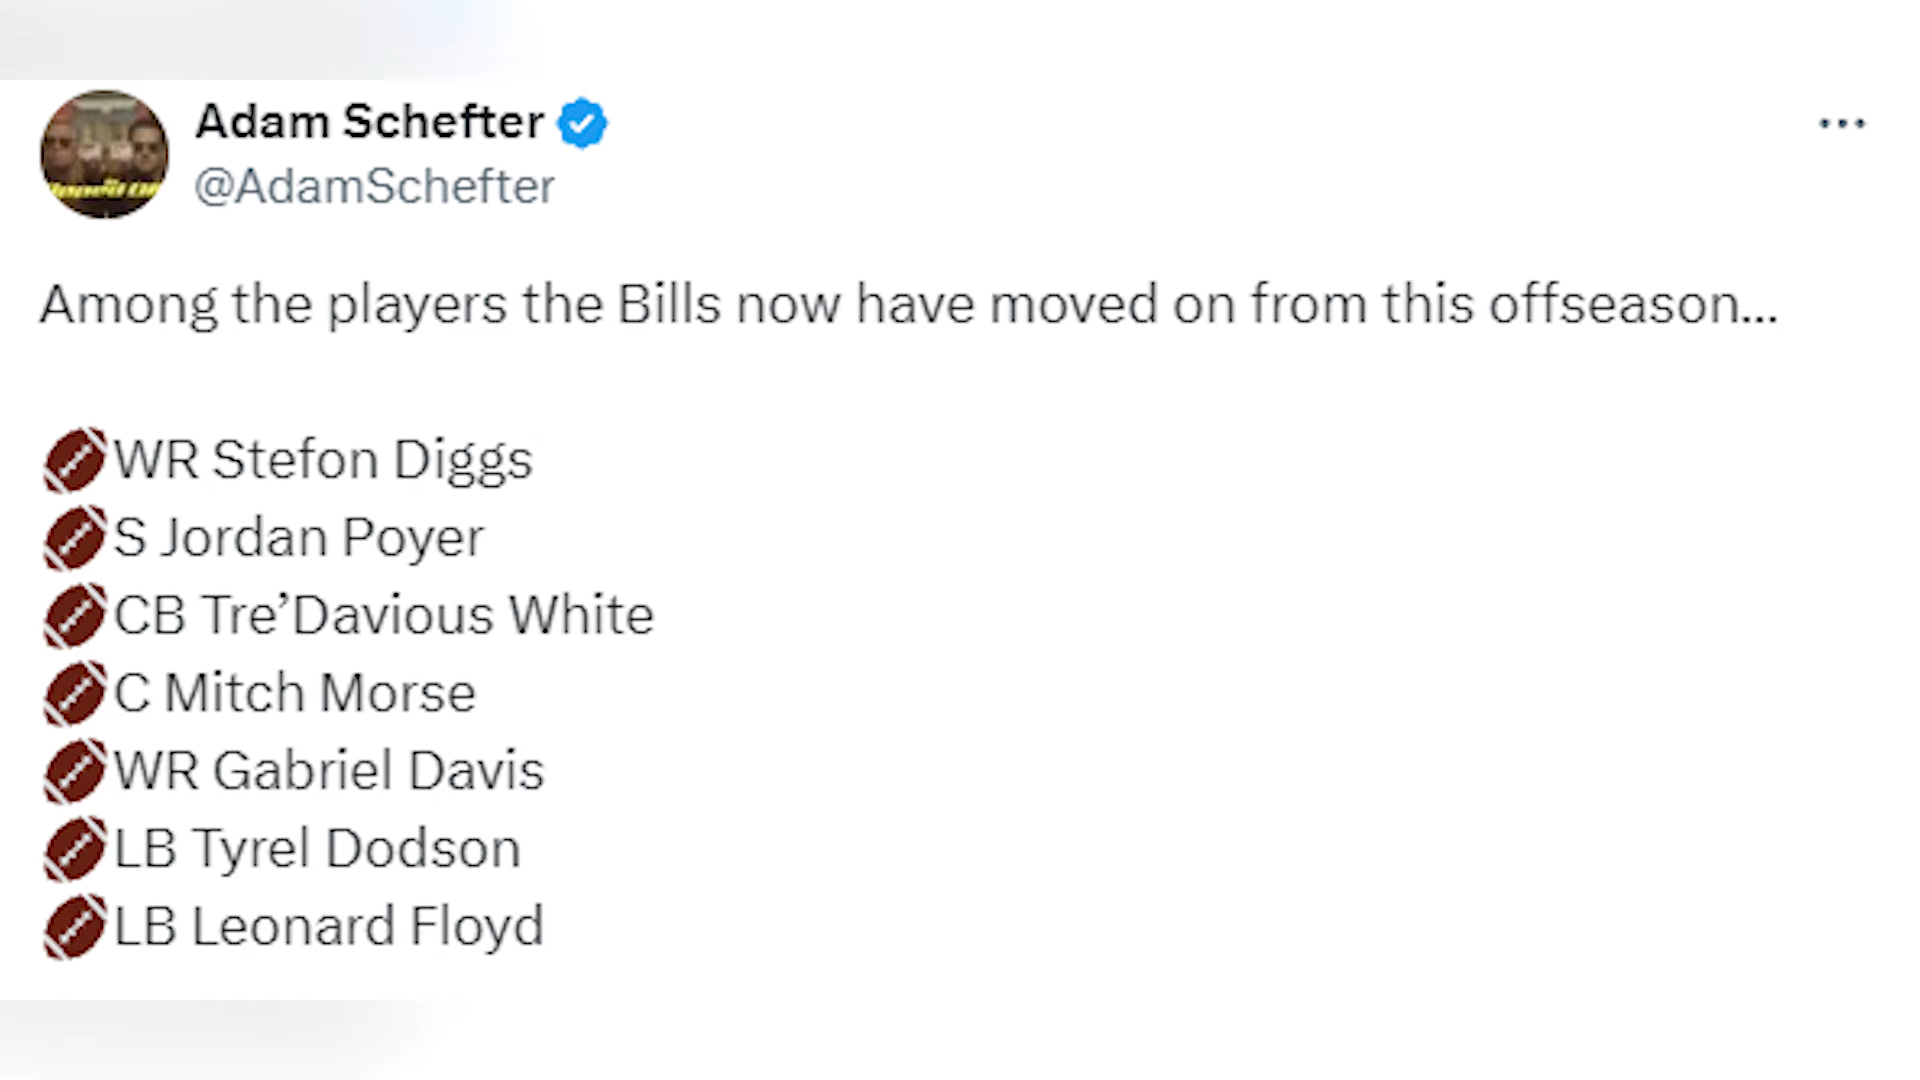 Adam Schefter
@AdamSchefter
Among the players the Bills now have moved on from this offseason...
🏈WR Stefon Diggs
🏈S Jordan Poyer
🏈CB Tre’Davious White
🏈C Mitch Morse
🏈WR Gabriel Davis
🏈LB Tyrel Dodson
🏈LB Leonard Floyd